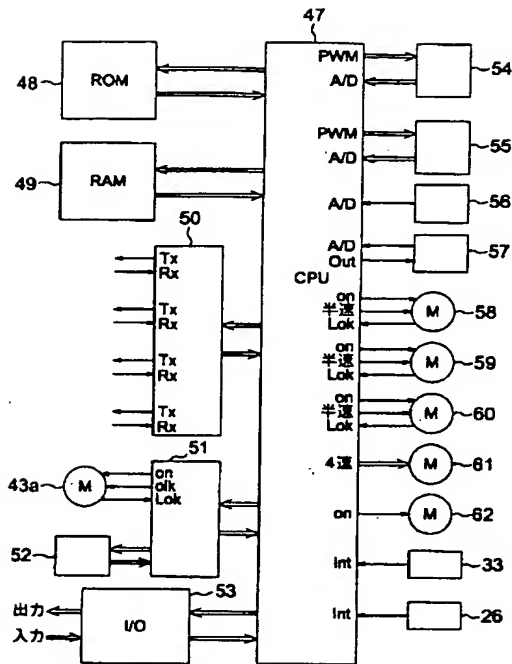 47
48
ROM
49
RAM
50
Tx
Rx
Tx
Rx
Tx
Rx
Tx
Rx
51
43a
M
on
clk
Lok
52
53
出力
入力
I/O
CPU
PWM
A/D
54
PWM
A/D
55
A/D
56
A/D
Out
57
on
半速
Lok
M
58
on
半速
Lok
M
59
on
半速
Lok
M
60
4速
M
61
on
M
62
Int
33
Int
26